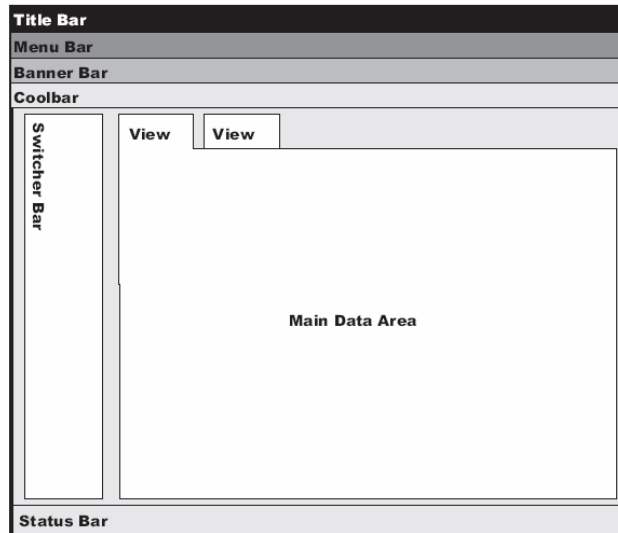 Title Bar
Menu Bar
Banner Bar
Coolbar
Switcher Bar
View
View
Main Data Area
Status Bar